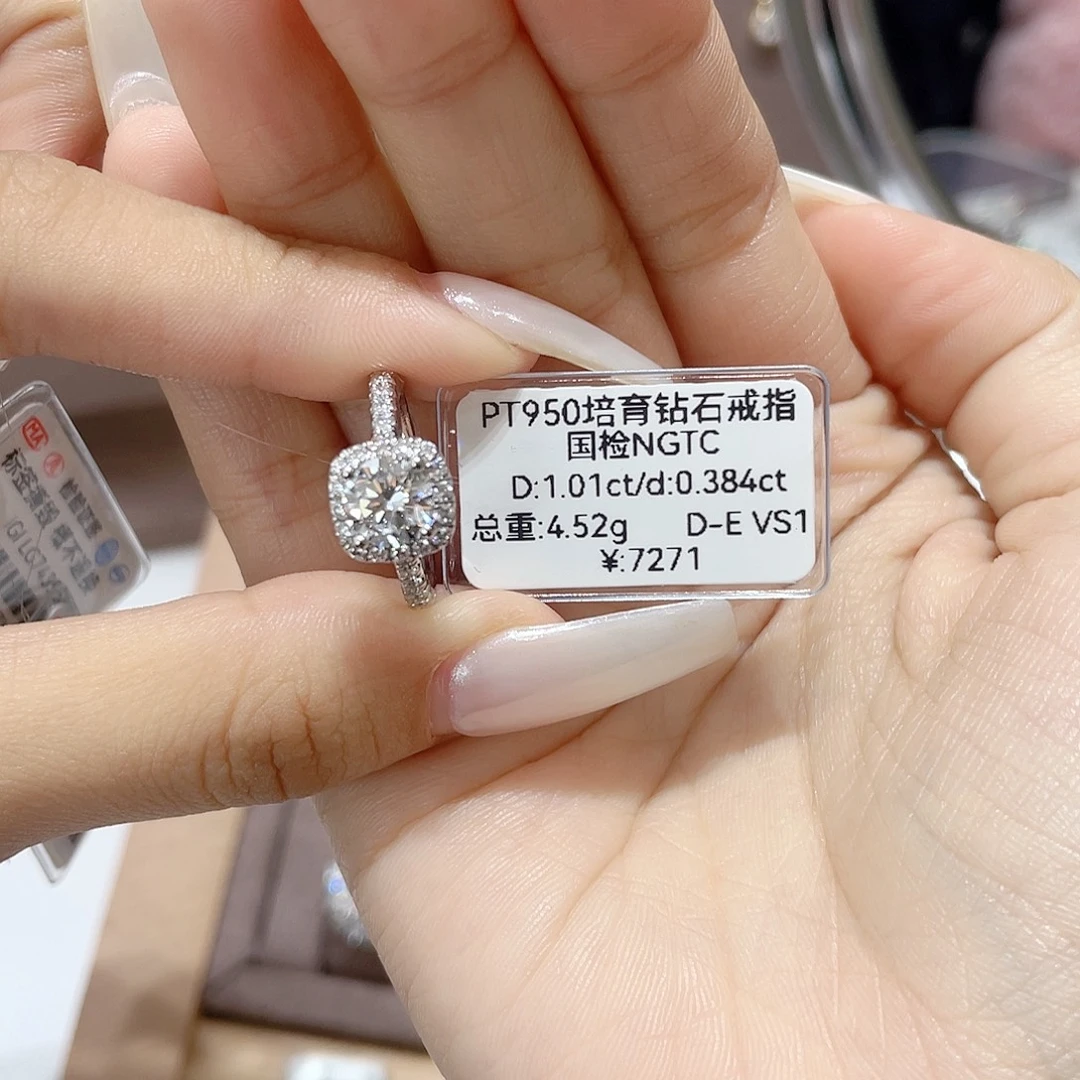 PT950培育钻石戒指
国检NGTC
D:1.01ct/d:0.384ct
总重:4.52g D-E VS1
¥:7271
MA